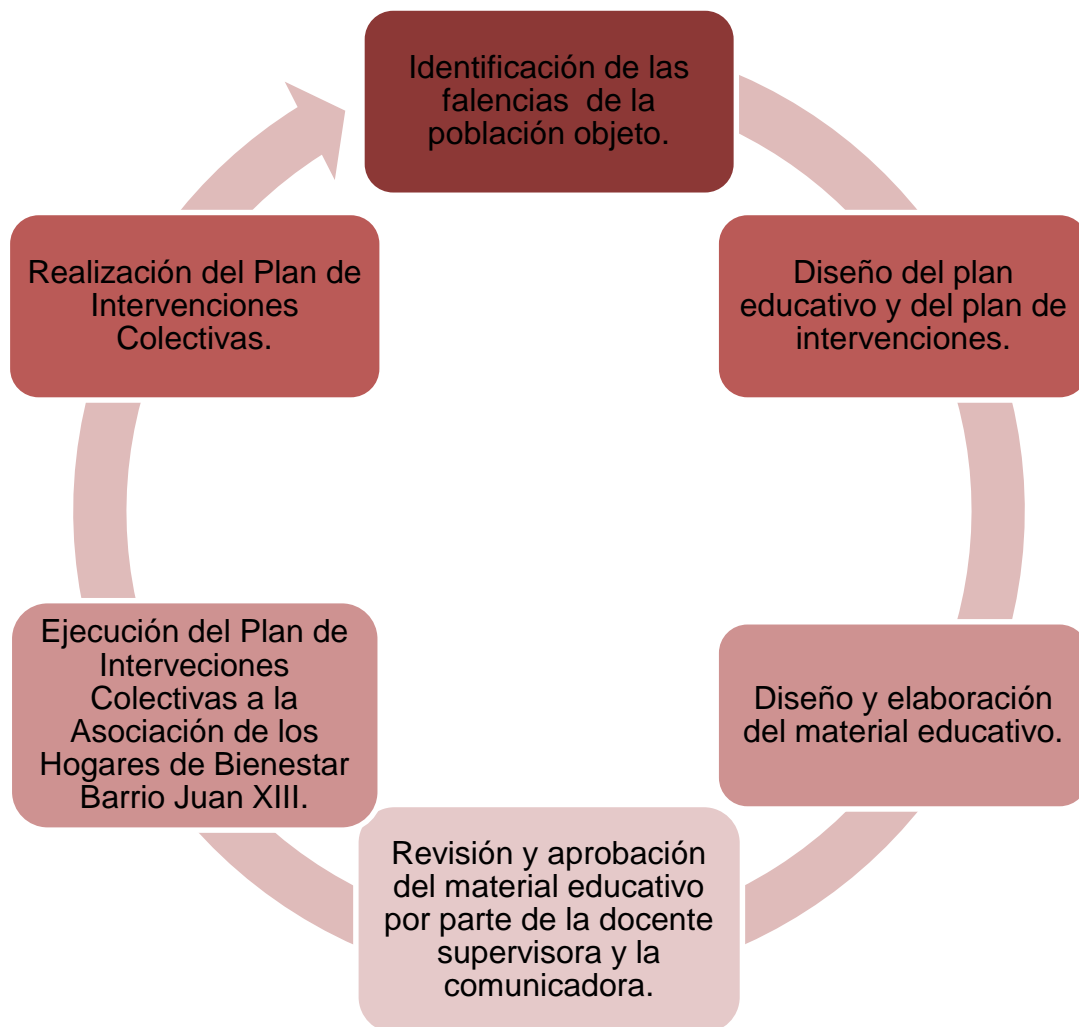 Identificación de las
falencias de la
población objeto.
Diseño del plan
educativo y del plan de
intervenciones.
Diseño y elaboración
del material educativo.
Revisión y aprobación
del material educativo
por parte de la docente
supervisora y la
comunicadora.
Ejecución del Plan de
Interveciones
Colectivas a la
Asociación de los
Hogares de Bienestar
Barrio Juan XIII.
Realización del Plan de
Intervenciones
Colectivas.